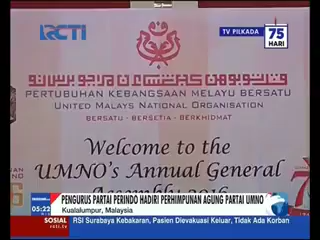 RCTI
TV PILKADA
75
HARI
PERTUBUHAN KEBANGSAAN MELAYU BERSATU
UNITED MALAYS NATIONAL ORGANISATION
BERSATU - BERSETIA - BERKHIDMAT
Welcome to the
UMNO's Annual General
Assembly 2016
PENGURUS PARTAI PERINDO HADIRI PERHIMPUNAN AGUNG PARTAI UMNO
Kualalumpur, Malaysia
05:22
SOSIAL
RSI Surabaya Kebakaran, Pasien Dievakuasi Keluar, Tidak Ada Korban